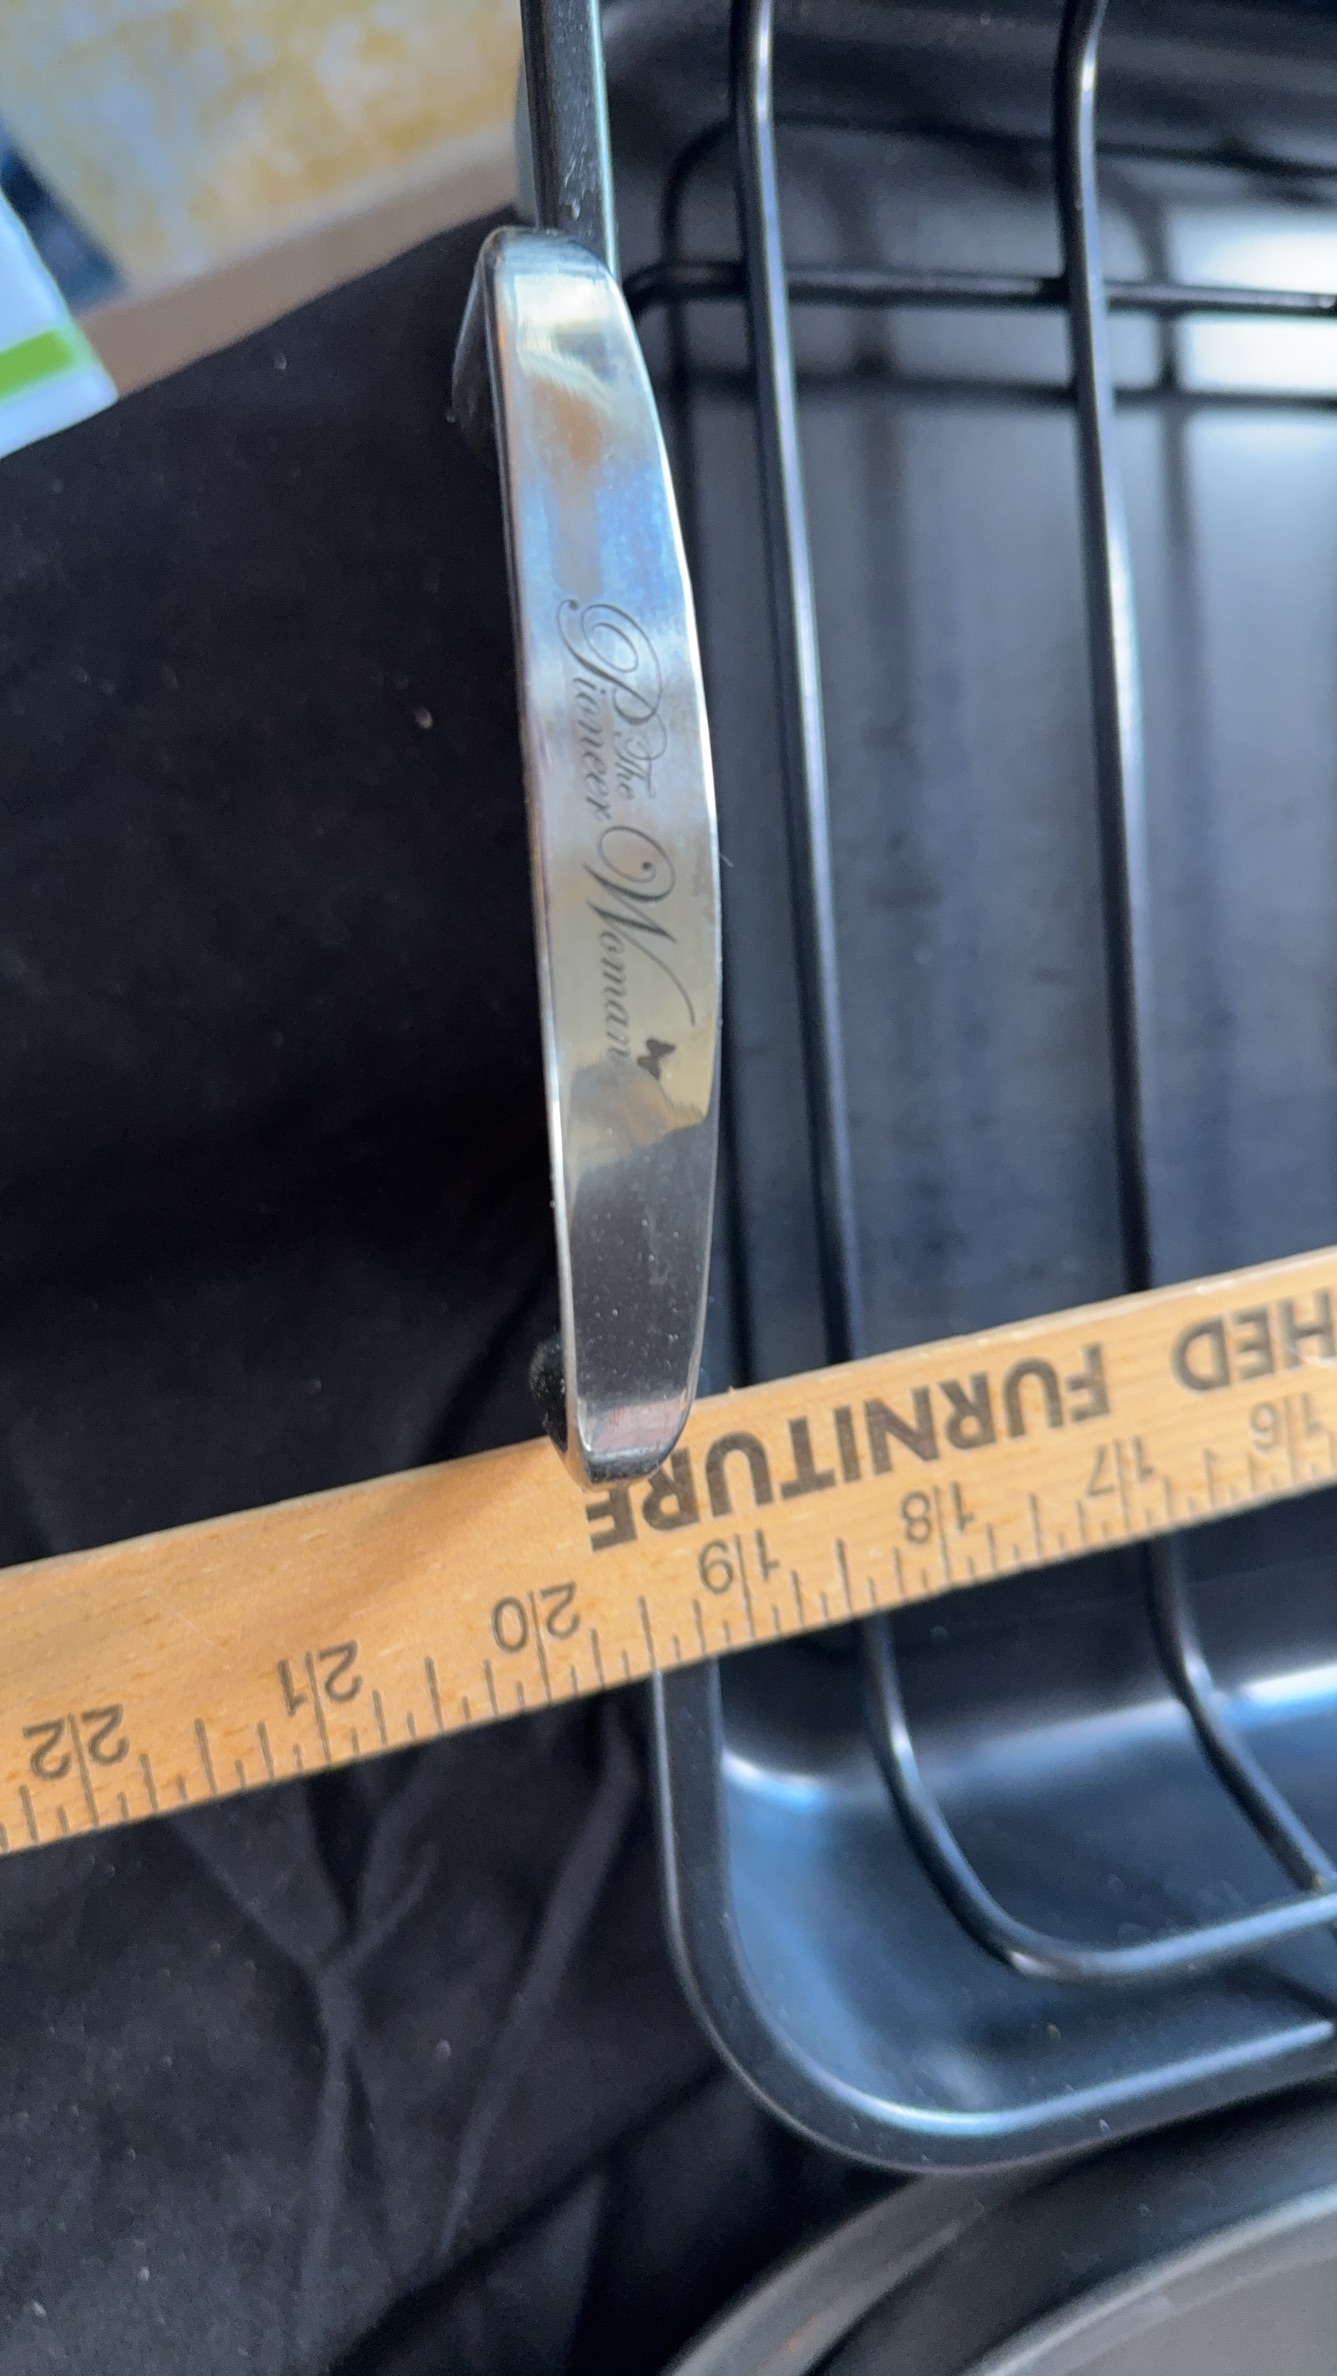 The
Pioneer Woman
HED FURNITURE
16 17 18 19 20 21 22